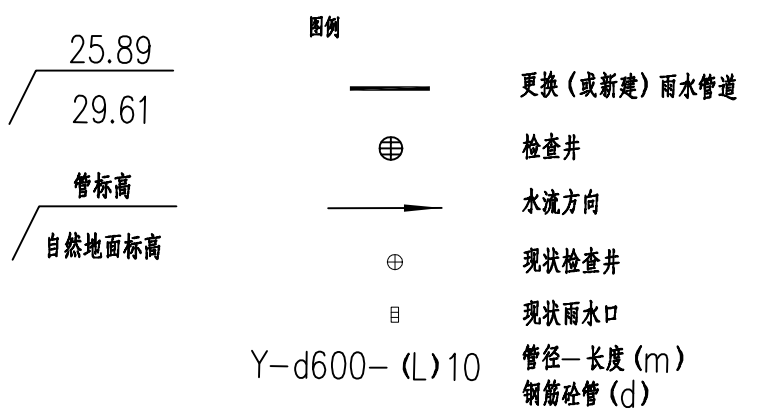 图例
25.89
29.61
管标高
自然地面标高
更换（或新建）雨水管道
检查井
水流方向
现状检查井
现状雨水口
Y-d600-(L)10 管径—长度(m)
钢筋砼管(d)